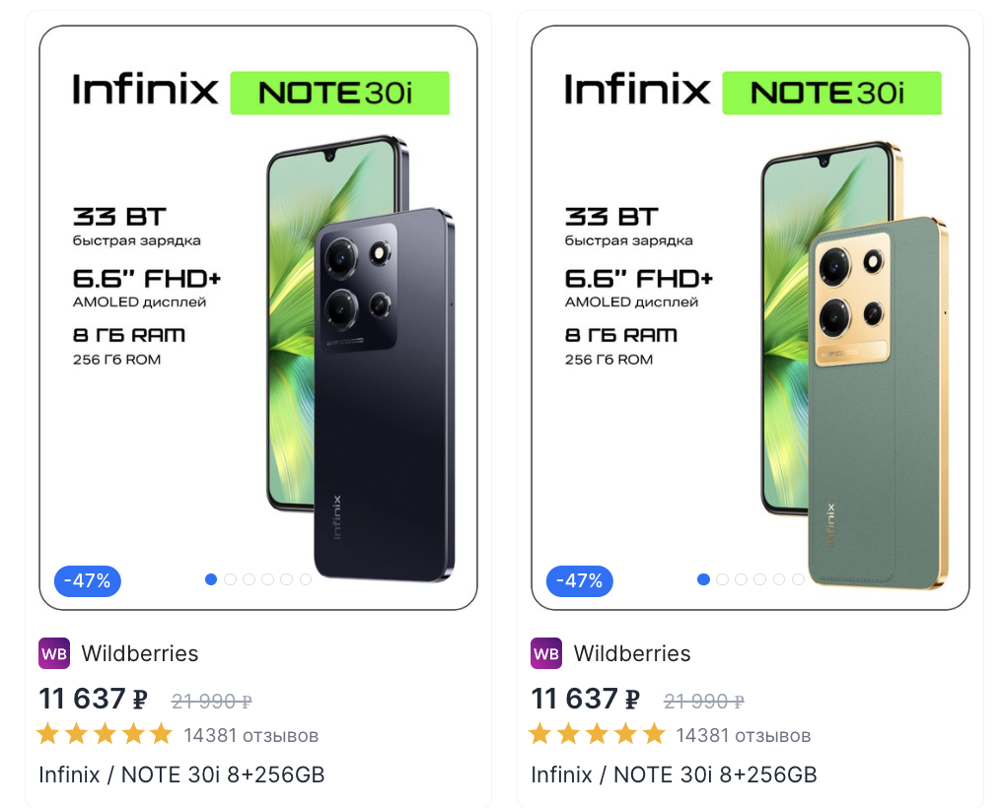 Infinix NOTE 30i
33 ВТ
быстрая зарядка
6.6" FHD+
AMOLED дисплей
8 ГБ RAM
256 Гб ROM
Infinix
-47%
WB Wildberries
11 637 ₽ 21 990 ₽
14381 отзывов
Infinix / NOTE 30i 8+256GB
Infinix NOTE 30i
33 ВТ
быстрая зарядка
6.6" FHD+
AMOLED дисплей
8 ГБ RAM
256 Гб ROM
Infinix
-47%
WB Wildberries
11 637 ₽ 21 990 ₽
14381 отзывов
Infinix / NOTE 30i 8+256GB